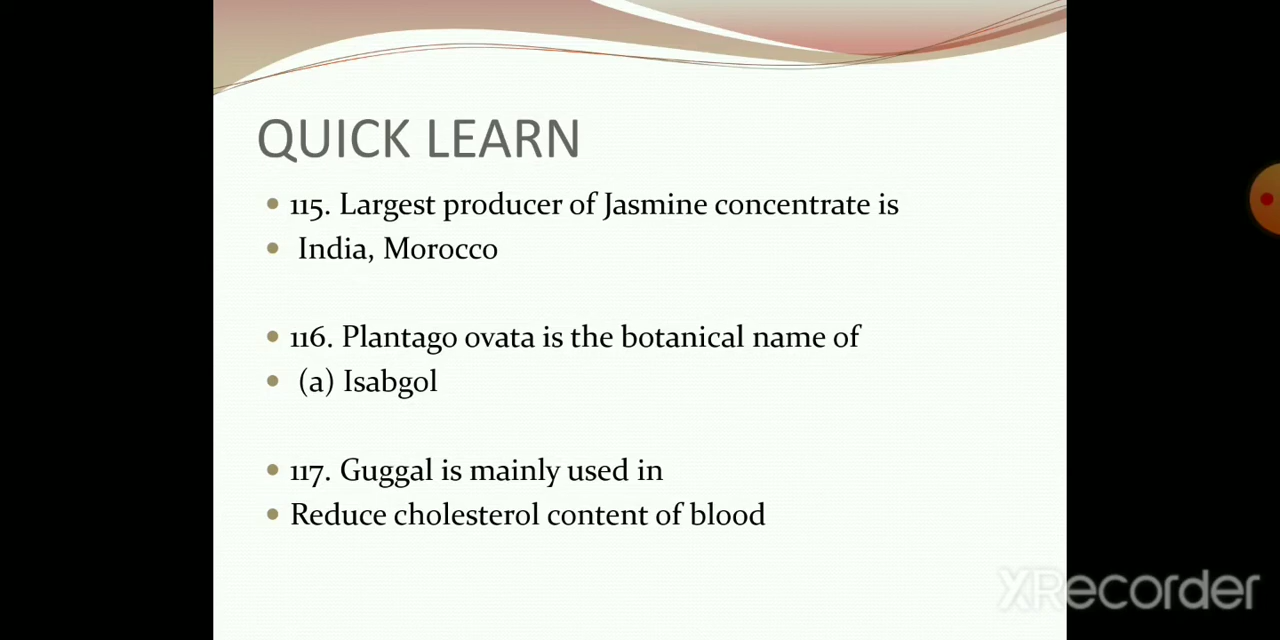 QUICK LEARN
115. Largest producer of Jasmine concentrate is
India, Morocco
116. Plantago ovata is the botanical name of
(a) Isabgol
117. Guggal is mainly used in
Reduce cholesterol content of blood
XRecorder